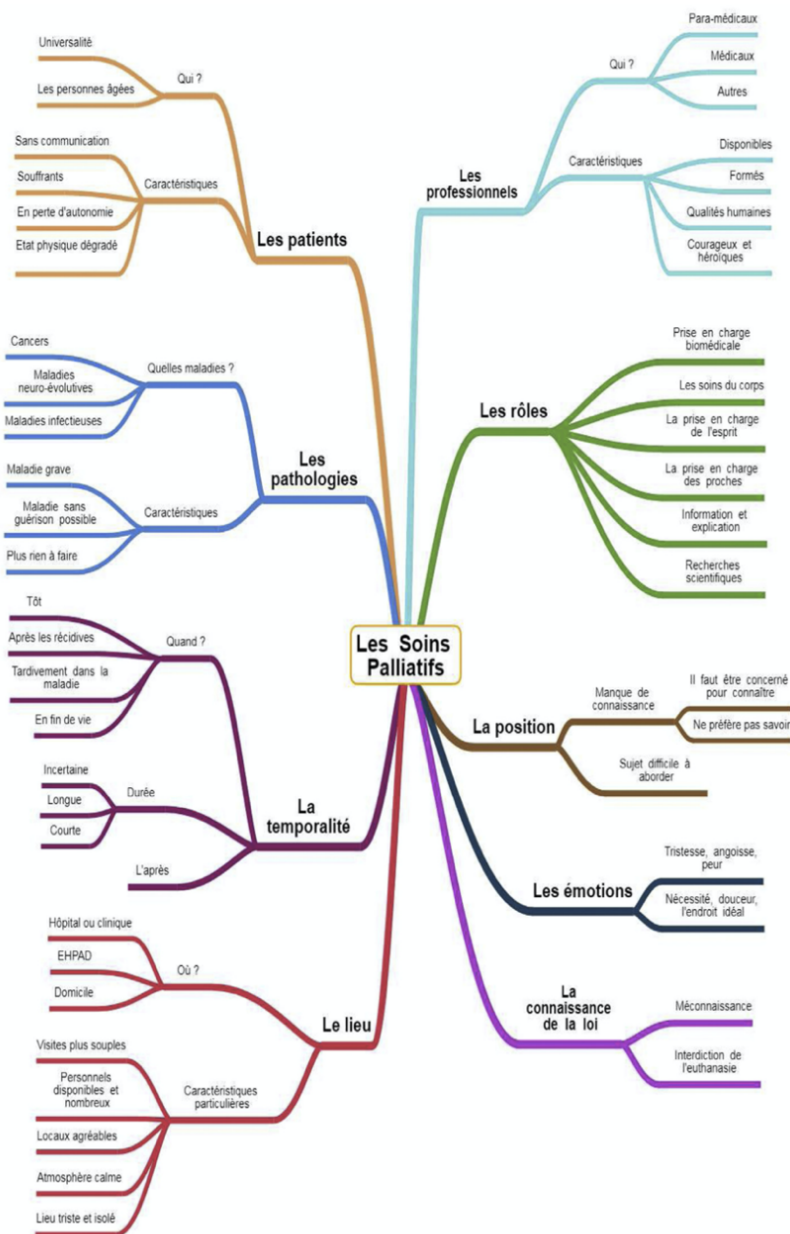 Les Soins
Palliatifs
Les patients
Qui ?
Universalité
Les personnes âgées
Caractéristiques
Sans communication
Souffrants
En perte d'autonomie
Etat physique dégradé
Les
pathologies
Quelles maladies ?
Cancers
Maladies
neuro-évolutives
Maladies infectieuses
Caractéristiques
Maladie grave
Maladie sans
guérison possible
Plus rien à faire
La
temporalité
Quand ?
Tôt
Après les récidives
Tardivement dans la
maladie
En fin de vie
Durée
Incertaine
Longue
Courte
L'après
Le lieu
Où ?
Hôpital ou clinique
EHPAD
Domicile
Caractéristiques
particulières
Visites plus souples
Personnels
disponibles et
nombreux
Locaux agréables
Atmosphère calme
Lieu triste et isolé
Les
professionnels
Qui ?
Para-médicaux
Médicaux
Autres
Caractéristiques
Disponibles
Formés
Qualités humaines
Courageux et
héroïques
Les rôles
Prise en charge
biomédicale
Les soins du corps
La prise en charge
de l'esprit
La prise en charge
des proches
Information et
explication
Recherches
scientifiques
La position
Manque de
connaissance
Il faut être concerné
pour connaître
Ne préfère pas savoir
Sujet difficile à
aborder
Les émotions
Tristesse, angoisse,
peur
Nécessité, douceur,
l'endroit idéal
La
connaissance
de la loi
Méconnaissance
Interdiction de
l'euthanasie